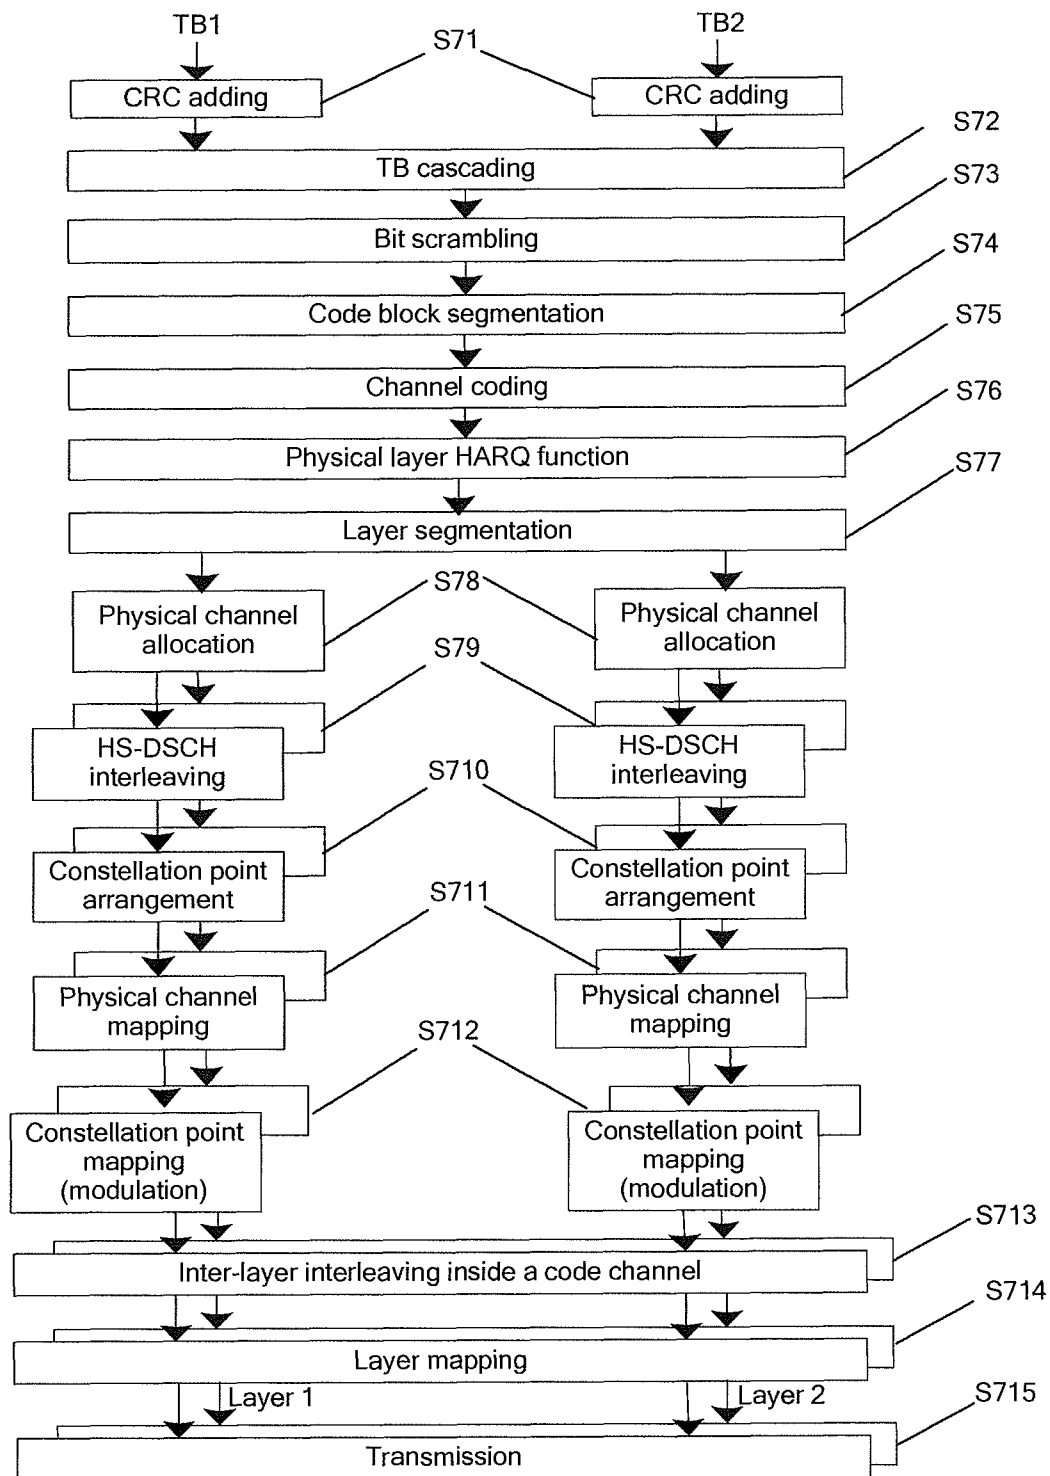 TB1
TB2
S71
CRC adding
CRC adding
S72
TB cascading
S73
Bit scrambling
S74
Code block segmentation
S75
Channel coding
S76
Physical layer HARQ function
S77
Layer segmentation
S78
Physical channel
allocation
Physical channel
allocation
S79
HS-DSCH
interleaving
HS-DSCH
interleaving
S710
Constellation point
arrangement
Constellation point
arrangement
S711
Physical channel
mapping
Physical channel
mapping
S712
Constellation point
mapping
(modulation)
Constellation point
mapping
(modulation)
S713
Inter-layer interleaving inside a code channel
S714
Layer mapping
Layer 1
Layer 2
S715
Transmission